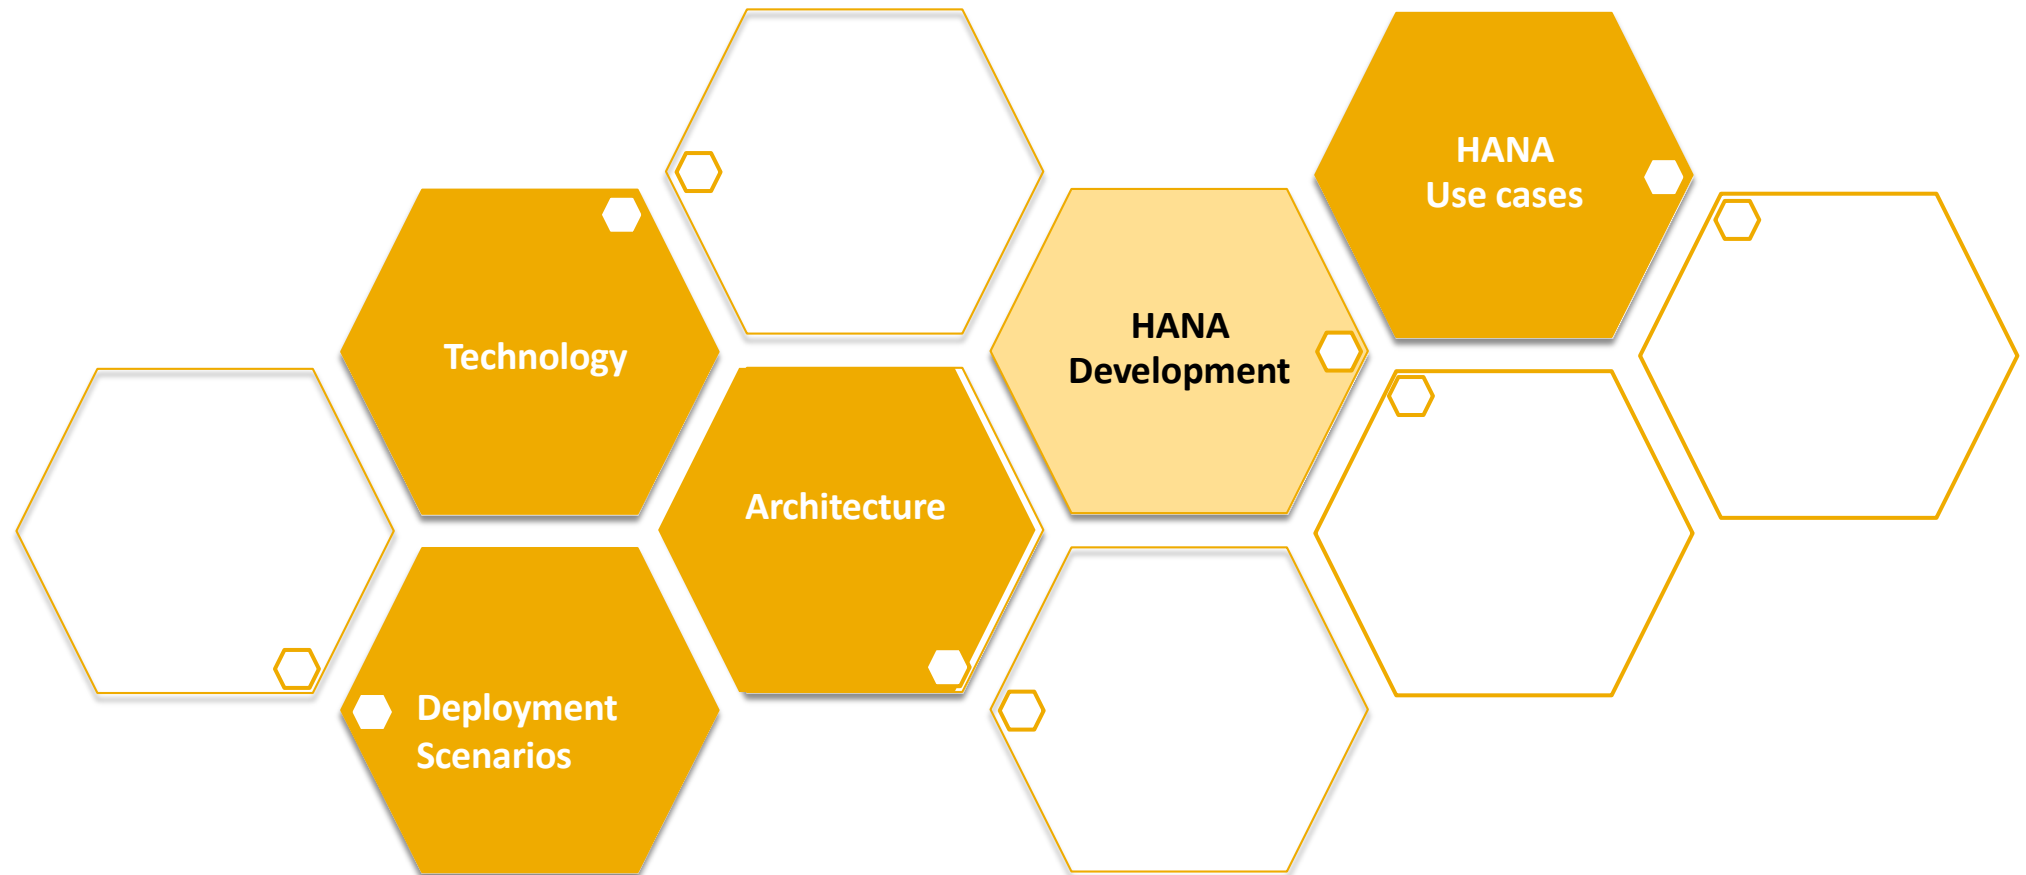 HANA
Use cases
Technology
HANA
Development
Architecture
Deployment
Scenarios